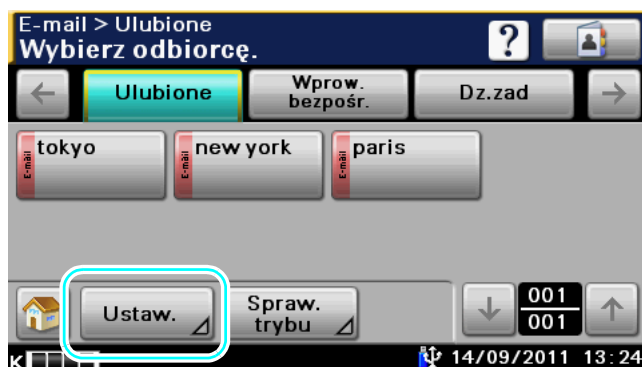 E-mail > Ulubione
Wybierz odbiorcę.
?
Ulubione
Wprow.
bezpośr.
Dz.zad
E-mail
tokyo
E-mail
new york
E-mail
paris
Ustaw.
Spraw.
trybu
001
001
K
14/09/2011 13:24